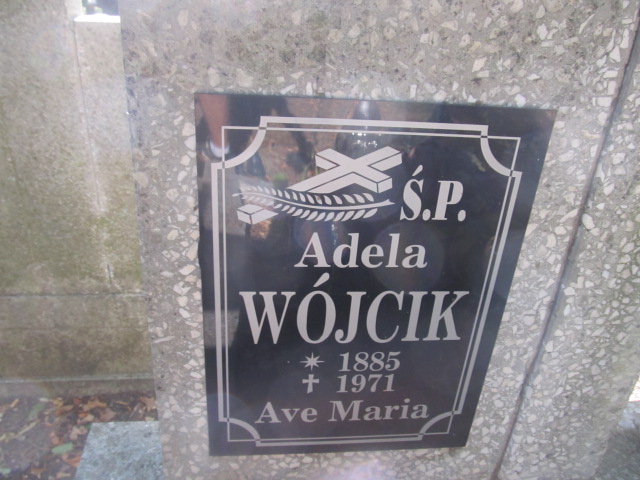 Ś.P.
Adela
WÓJCIK
* 1885
✝ 1971
Ave Maria